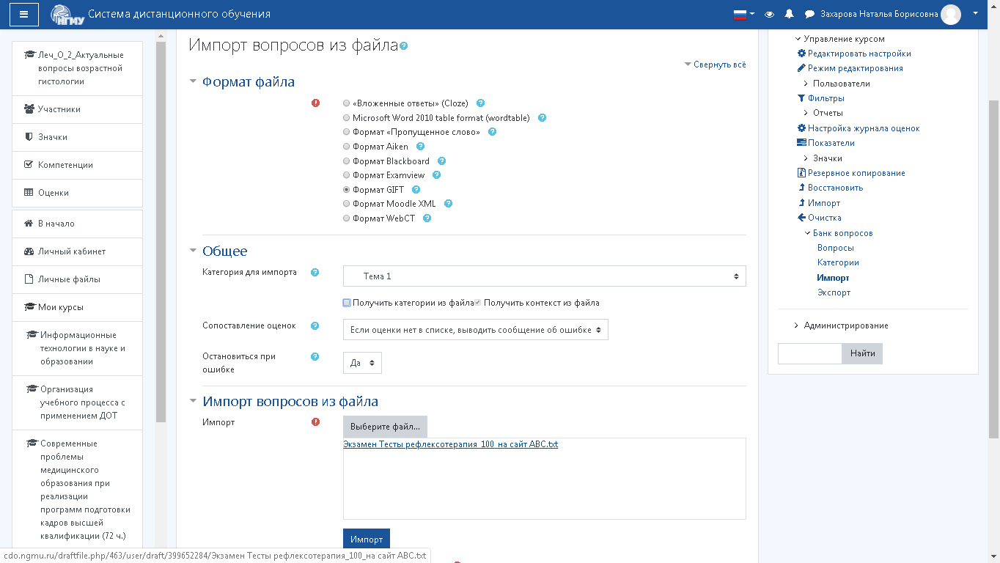 НГМУ
Система дистанционного обучения
Захарова Наталья Борисовна
Леч_О_2_Актуальные
вопросы возрастной
гистологии
Участники
Значки
Компетенции
Оценки
В начало
Личный кабинет
Личные файлы
Мои курсы
Информационные
технологии в науке и
образовании
Организация
учебного процесса с
применением ДОТ
Современные
проблемы
медицинского
образования при
реализации
программ подготовки
кадров высшей
квалификации (72 ч.)
Импорт вопросов из файла
Свернуть всё
Формат файла
«Вложенные ответы» (Cloze)
Microsoft Word 2010 table format (wordtable)
Формат «Пропущенное слово»
Формат Aiken
Формат Blackboard
Формат Examview
Формат GIFT
Формат Moodle XML
Формат WebCT
Общее
Категория для импорта
Тема 1
Получить категории из файла Получить контекст из файла
Сопоставление оценок
Если оценки нет в списке, выводить сообщение об ошибке
Остановиться при
ошибке
Да
Импорт вопросов из файла
Импорт
Выберите файл...
Экзамен Тесты рефлексотерапия_100_на сайт АВС.txt
Импорт
Управление курсом
Редактировать настройки
Режим редактирования
Пользователи
Фильтры
Отчеты
Настройка журнала оценок
Показатели
Значки
Резервное копирование
Восстановить
Импорт
Очистка
Банк вопросов
Вопросы
Категории
Импорт
Экспорт
Администрирование
Найти
cdo.ngmu.ru/draftfile.php/463/user/draft/399652284/Экзамен Тесты рефлексотерапия_100_на сайт АВС.txt